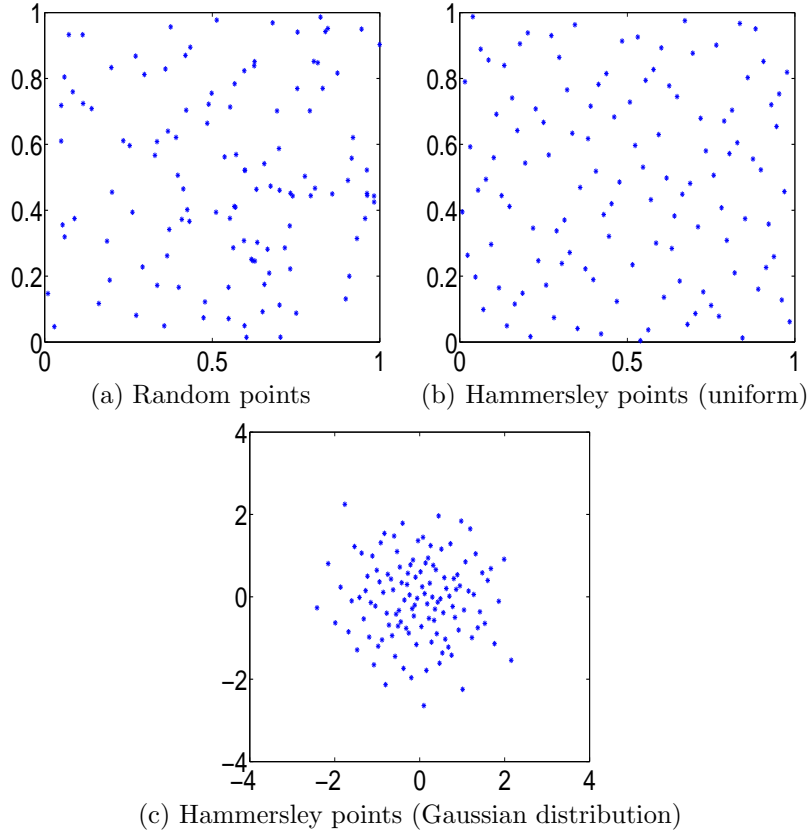 1
0.8
0.6
0.4
0.2
0
0 0.5 1
(a) Random points
1
0.8
0.6
0.4
0.2
0
0 0.5 1
(b) Hammersley points (uniform)
4
2
0
−2
−4
−4 −2 0 2 4
(c) Hammersley points (Gaussian distribution)